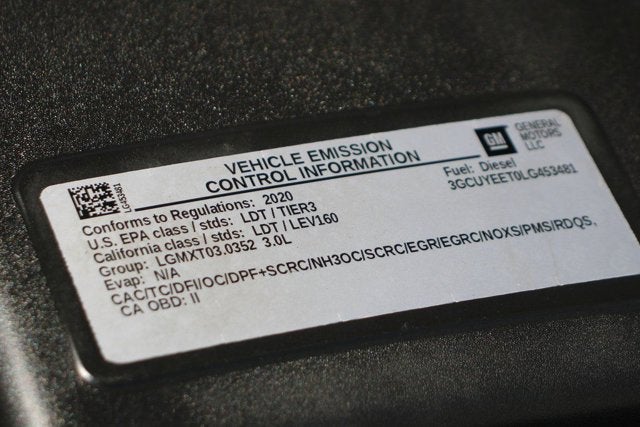 VEHICLE EMISSION
CONTROL INFORMATION
GM
GENERAL
MOTORS
LLC
LG453481
Fuel: Diesel
3GCUYEET0LG453481
Conforms to Regulations: 2020
U.S. EPA class / stds: LDT / TIER3
California class / stds: LDT / LEV160
Group: LGMXT03.0352 3.0L
Evap: N/A
CAC/TC/DFI/OC/DPF+SCRC/NH3OC/SCRC/EGR/EGRC/NOXS/PMS/RDQS,
CA OBD: II